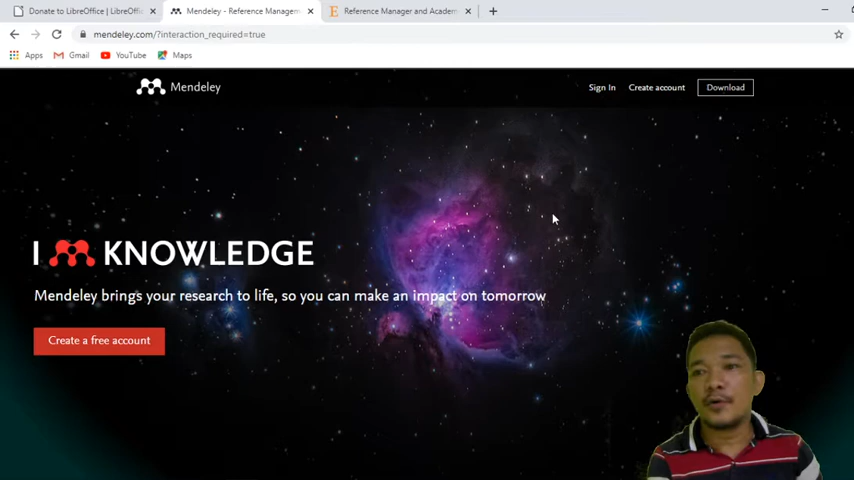 Donate to LibreOffice | LibreOffic
Mendeley - Reference Managem
Reference Manager and Academ
mendeley.com/?interaction_required=true
Apps
Gmail
YouTube
Maps
Mendeley
Sign In
Create account
Download
I KNOWLEDGE
Mendeley brings your research to life, so you can make an impact on tomorrow
Create a free account